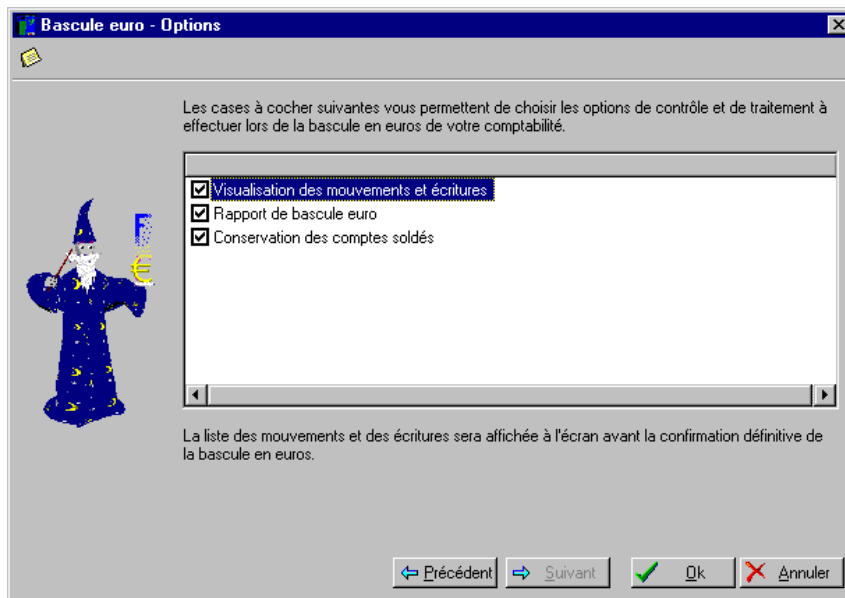 Bascule euro - Options
Les cases à cocher suivantes vous permettent de choisir les options de contrôle et de traitement à
effectuer lors de la bascule en euros de votre comptabilité.
Visualisation des mouvements et écritures
Rapport de bascule euro
Conservation des comptes soldés
F
€
La liste des mouvements et des écritures sera affichée à l'écran avant la confirmation définitive de
la bascule en euros.
Précédent Suivant Ok Annuler